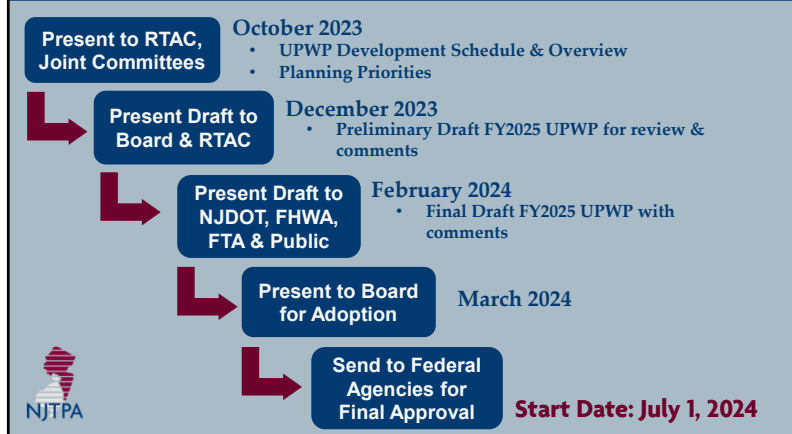 Present to RTAC,
Joint Committees
October 2023
• UPWP Development Schedule & Overview
• Planning Priorities
Present Draft to
Board & RTAC
December 2023
• Preliminary Draft FY2025 UPWP for review &
comments
Present Draft to
NJDOT, FHWA,
FTA & Public
February 2024
• Final Draft FY2025 UPWP with
comments
Present to Board
for Adoption
March 2024
Send to Federal
Agencies for
Final Approval
Start Date: July 1, 2024
NJTPA